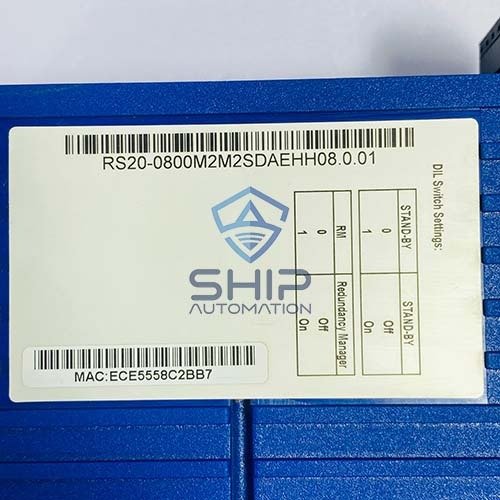 RS20-0800M2M2SDAEHH08.0.01
DIL Switch Settings:
STAND-BY STAND-BY
0 Off
1 On
RM Redundancy Manager
0 Off
1 On
SHIP
AUTOMATION
MAC:ECE5558C2BB7